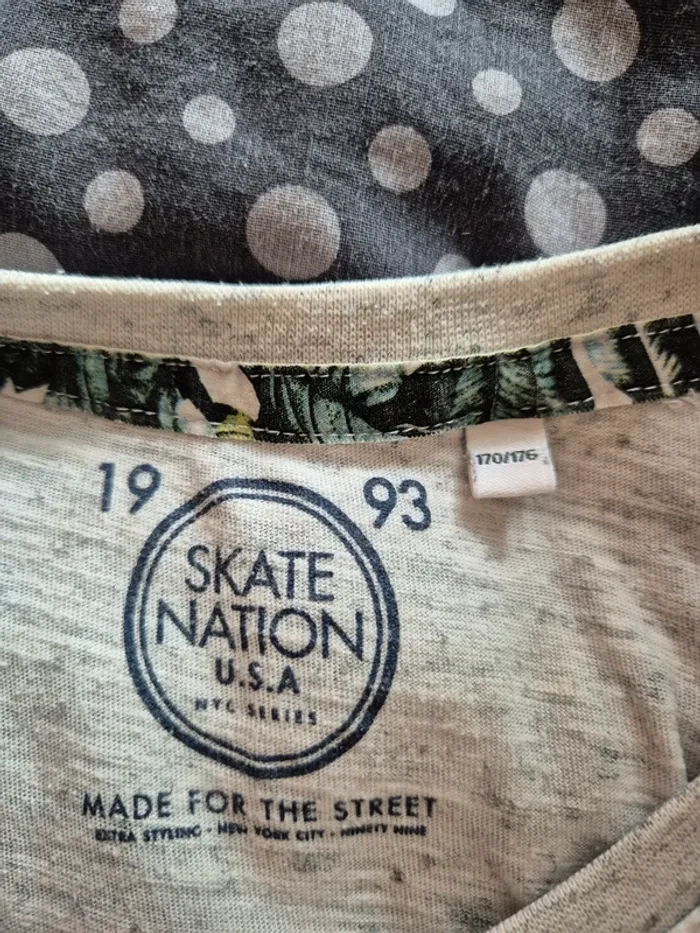 19 93
170/176
SKATE
NATION
U.S.A
NYC SERIES
MADE FOR THE STREET
EXTRA STYLING - NEW YORK CITY - NINETY NINE